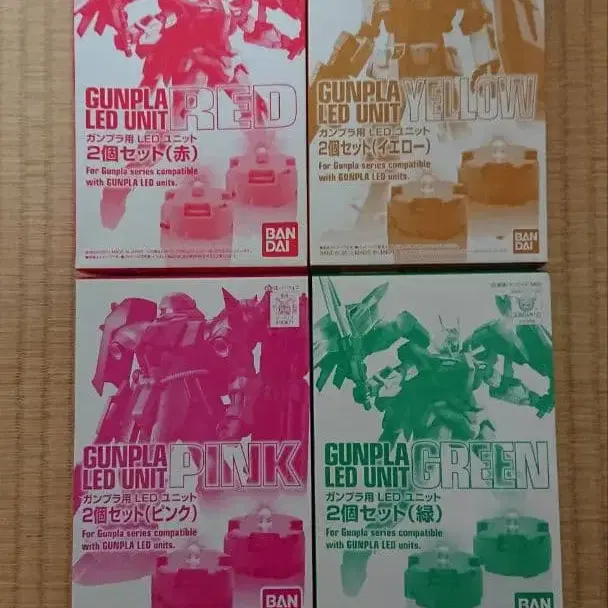 GUNPLA
LED UNIT RED
ガンプラ用 LED ユニット
2個セット(赤)
For Gunpla series compatible
with GUNPLA LED units.
BAN
DAI
GUNPLA
LED UNIT YELLOW
ガンプラ用 LED ユニット
2個セット(イエロー)
For Gunpla series compatible
with GUNPLA LED units.
BAN
DAI
GUNPLA
LED UNIT PINK
ガンプラ用 LED ユニット
2個セット(ピンク)
For Gunpla series compatible
with GUNPLA LED units.
BAN
GUNPLA
LED UNIT GREEN
ガンプラ用 LED ユニット
2個セット(緑)
For Gunpla series compatible
with GUNPLA LED units.
BAN